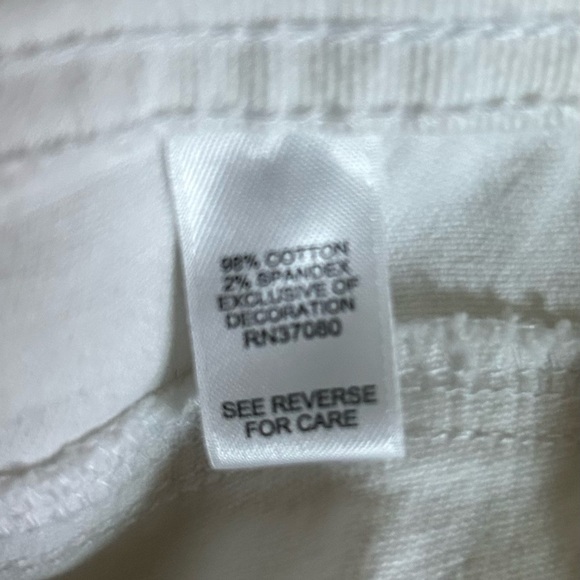 98% COTTON
2% SPANDEX
EXCLUSIVE OF
DECORATION
RN37080
SEE REVERSE
FOR CARE